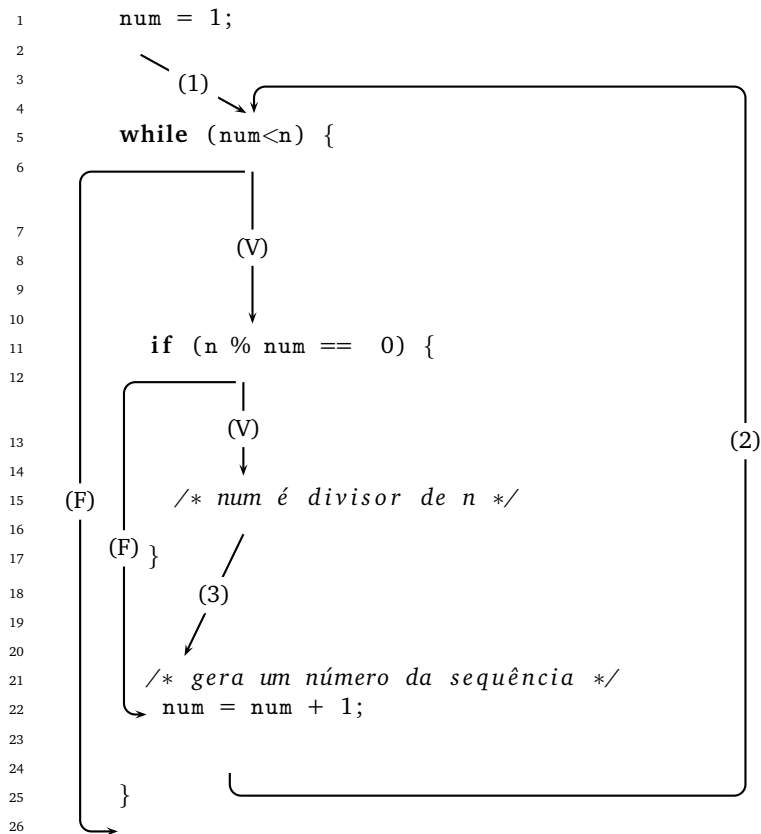 1 num = 1;
2
3 (1)
4
5 while (num<n) {
6
7 (V)
8
9
10
11 if (n % num == 0) {
12
(V)
13 (2)
14
15 (F) /* num é divisor de n */
16
17 (F) }
18 (3)
19
20
21 /* gera um número da sequência */
22 num = num + 1;
23
24
25 }
26